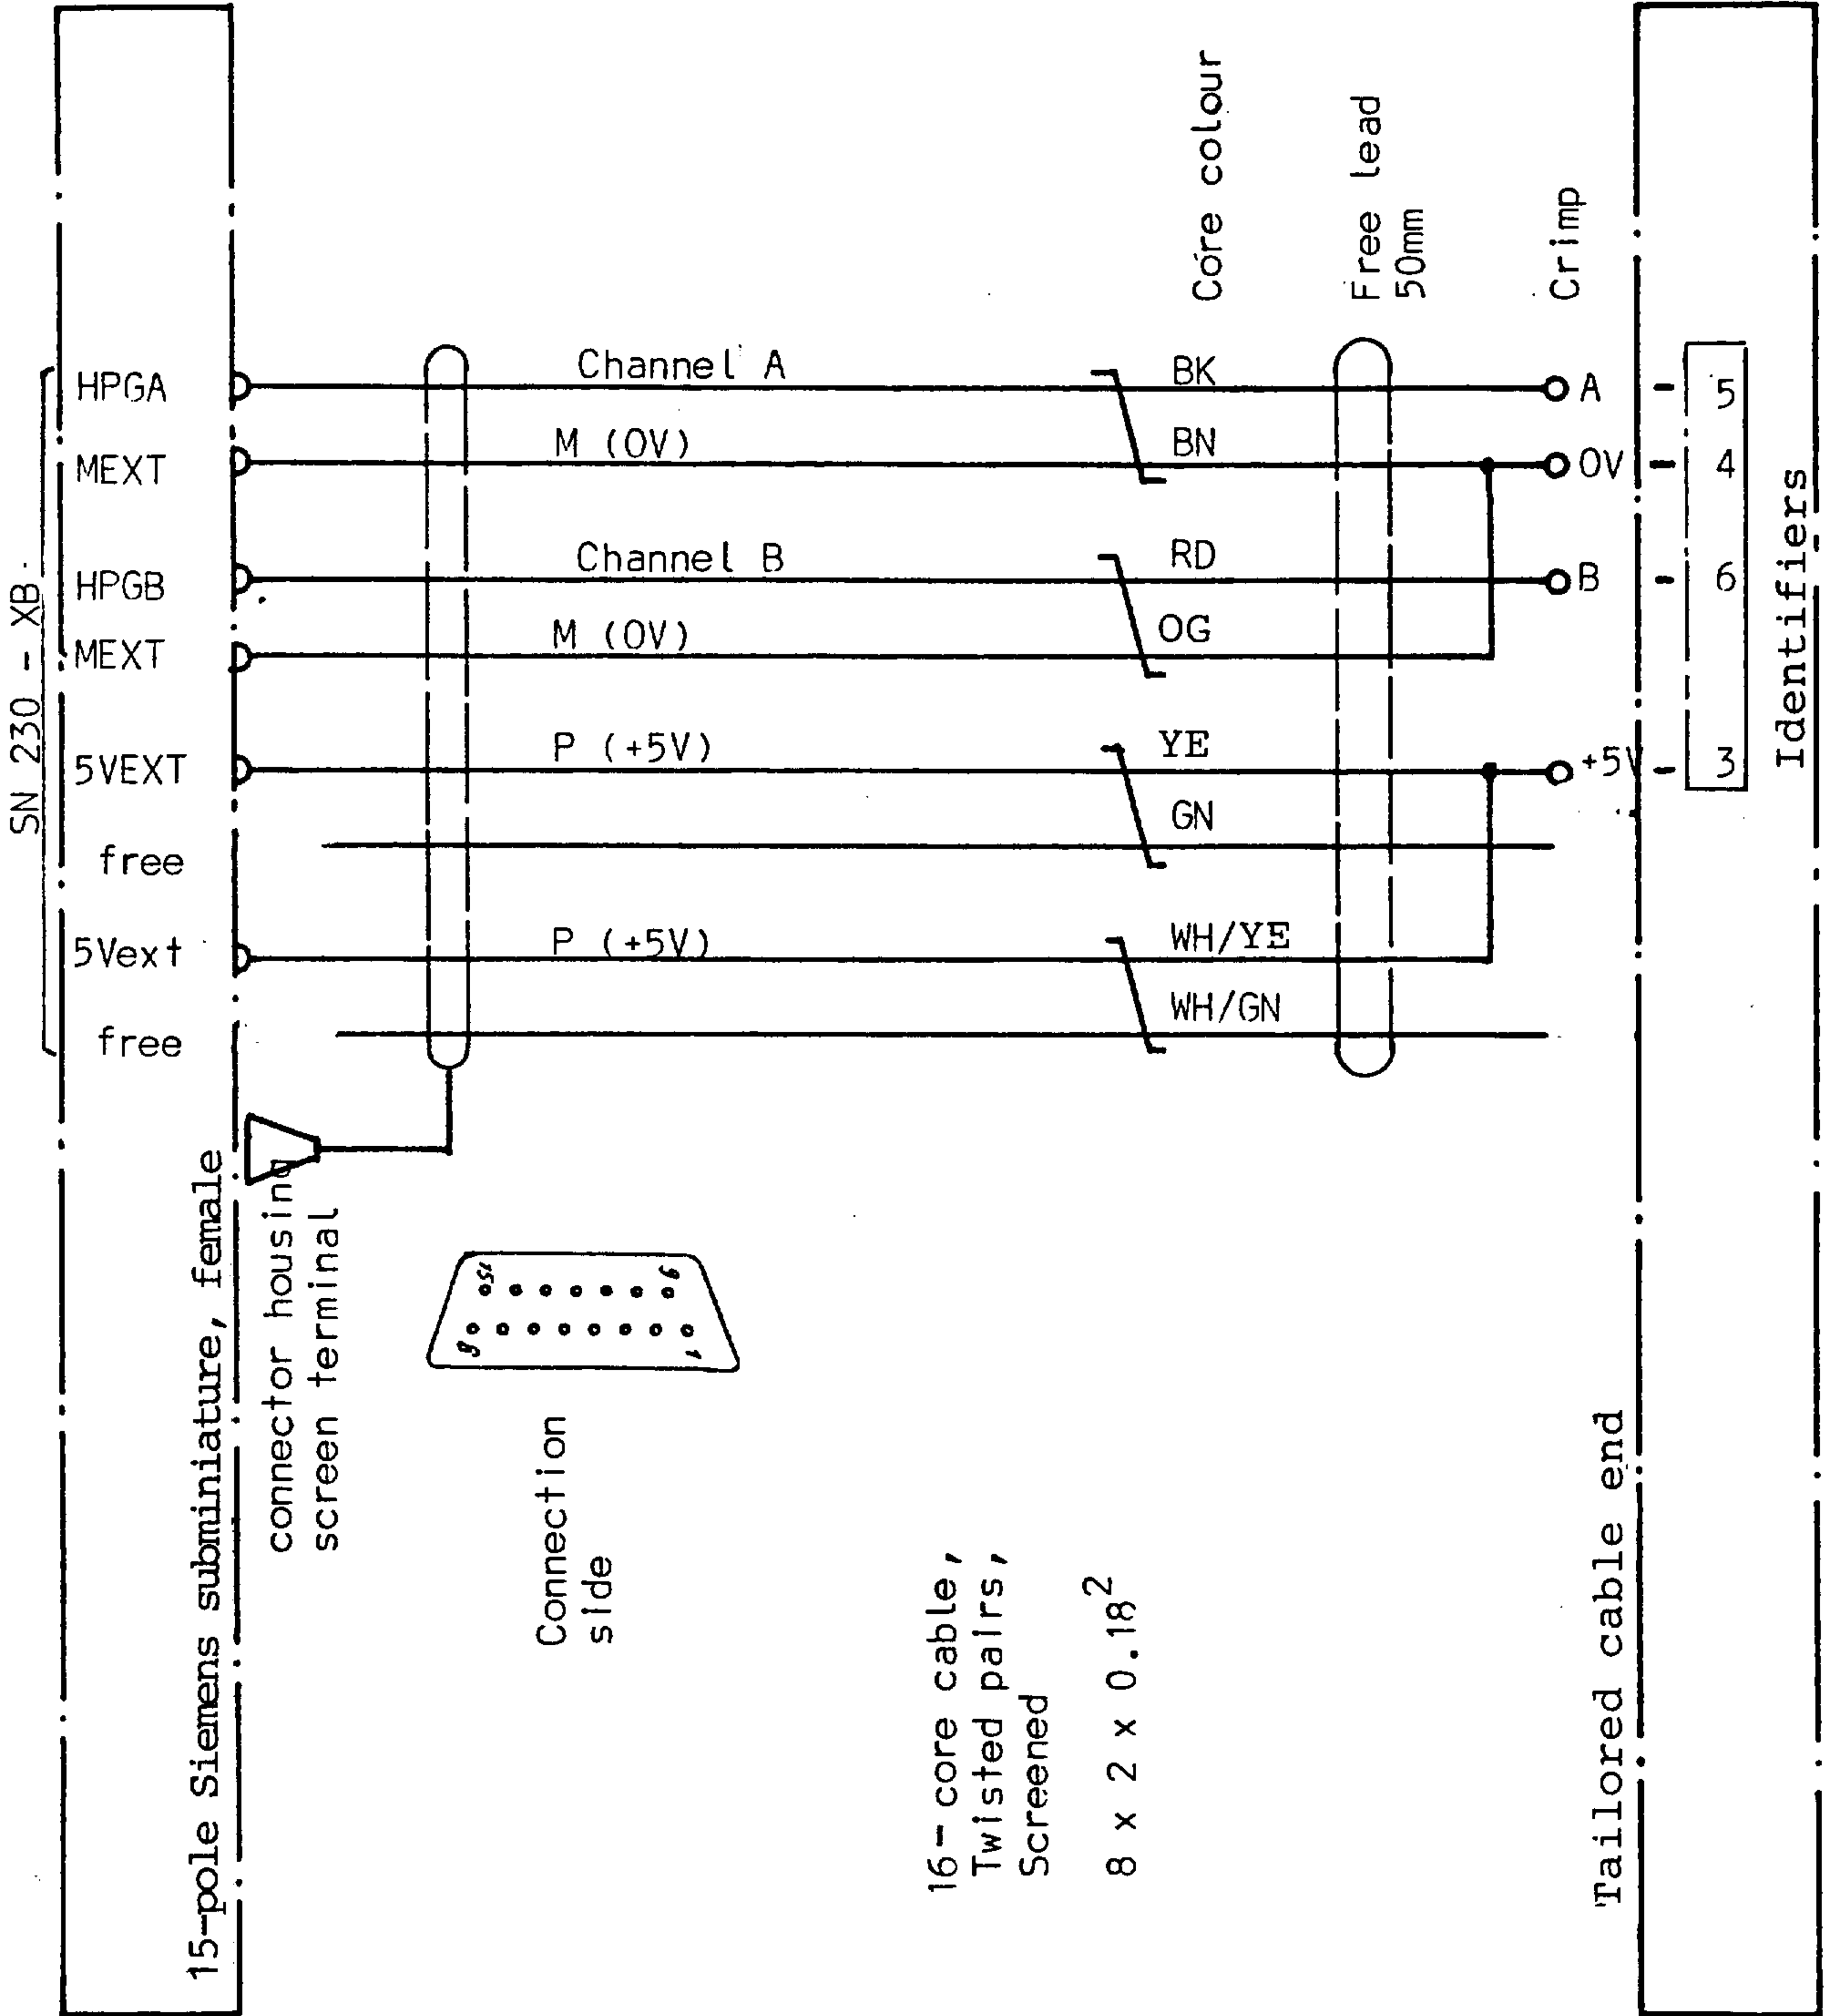 SN 230 - XB
HPGA
Channel A
BK
A - 5
MEXT
M (0V)
BN
0V - 4
HPGB
Channel B
RD
B - 6
MEXT
M (0V)
OG
5VEXT
P (+5V)
YE
+5V - 3
free
GN
5Vext
P (+5V)
WH/YE
free
WH/GN
Core colour
Free lead
50mm
Crimp
Identifiers
15-pole Siemens subminiature, female
connector housing
screen terminal
8
15
1
9
Connection
side
16-core cable,
Twisted pairs,
Screened
8 x 2 x 0.18²
Tailored cable end